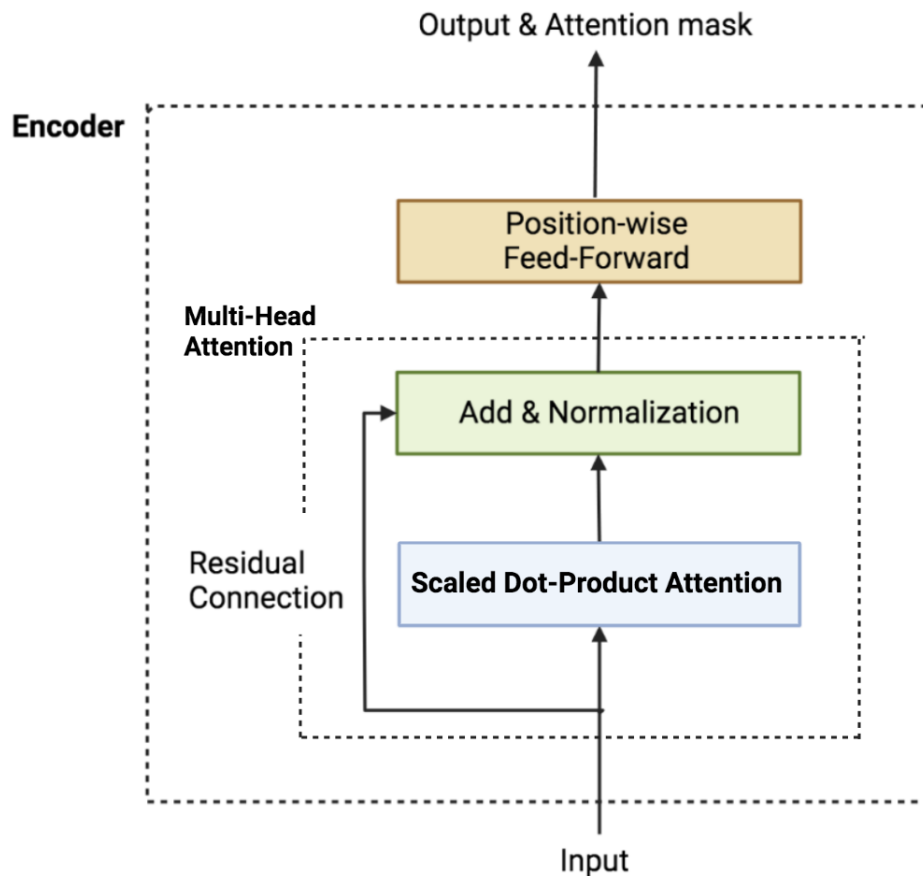 Output & Attention mask
Encoder
Position-wise
Feed-Forward
Multi-Head
Attention
Add & Normalization
Residual
Connection
Scaled Dot-Product Attention
Input